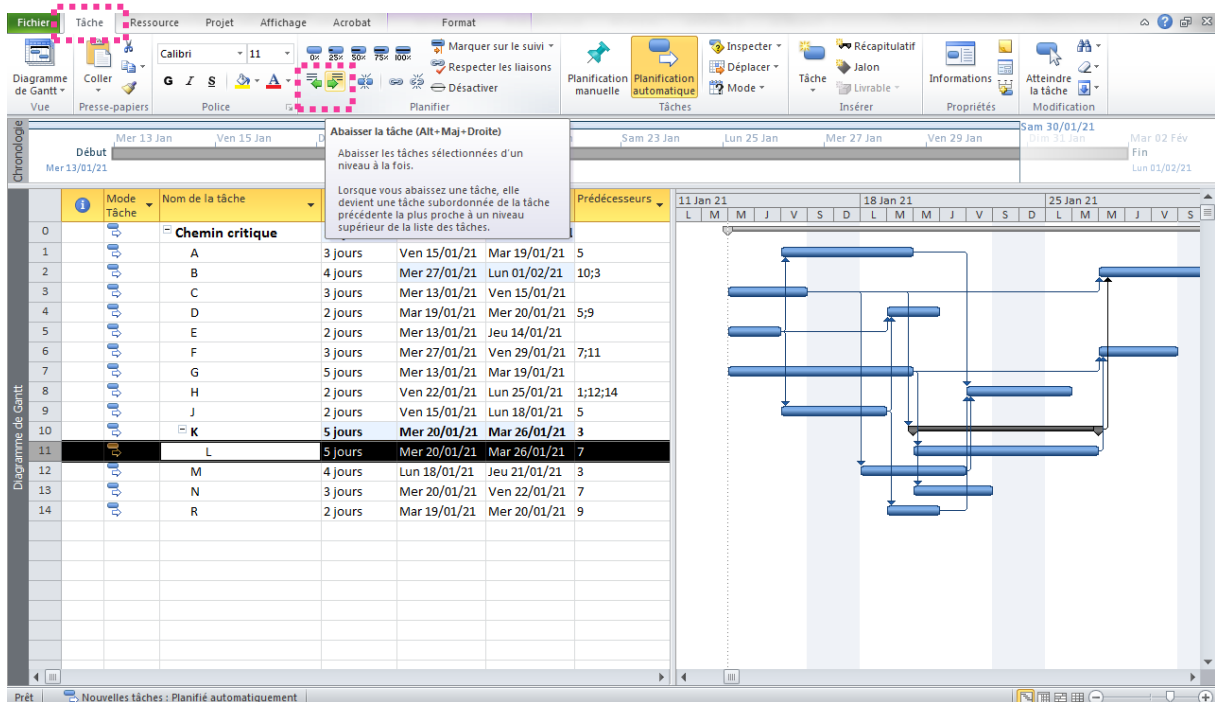 Fichier Tâche Ressource Projet Affichage Acrobat Format
Diagramme de Gantt
Vue
Coller
Presse-papiers
Calibri 11
G I S A
Police
0% 25% 50% 75% 100%
Marquer sur le suivi
Respecter les liaisons
Désactiver
Planifier
Planification manuelle
Planification automatique
Tâches
Inspecter
Déplacer
Mode
Tâche
Récapitulatif
Jalon
Livrable
Insérer
Informations
Propriétés
Atteindre la tâche
Modification
Abaisser la tâche (Alt+Maj+Droite)
Abaisser les tâches sélectionnées d'un
niveau à la fois.
Lorsque vous abaissez une tâche, elle
devient une tâche subordonnée de la tâche
précédente la plus proche à un niveau
supérieur de la liste des tâches.
Chronologie
Sam 30/01/21
Mer 13 Jan Ven 15 Jan Sam 23 Jan Lun 25 Jan Mer 27 Jan Ven 29 Jan Dim 31 Jan Mar 02 Fév
Début
Mer 13/01/21
Fin
Lun 01/02/21
Diagramme de Gantt
Mode Tâche Nom de la tâche Prédécesseurs
11 Jan 21 18 Jan 21 25 Jan 21
L M M J V S D L M M J V S D L M M J V S
0 Chemin critique
1 A 3 jours Ven 15/01/21 Mar 19/01/21 5
2 B 4 jours Mer 27/01/21 Lun 01/02/21 10;3
3 C 3 jours Mer 13/01/21 Ven 15/01/21
4 D 2 jours Mar 19/01/21 Mer 20/01/21 5;9
5 E 2 jours Mer 13/01/21 Jeu 14/01/21
6 F 3 jours Mer 27/01/21 Ven 29/01/21 7;11
7 G 5 jours Mer 13/01/21 Mar 19/01/21
8 H 2 jours Ven 22/01/21 Lun 25/01/21 1;12;14
9 J 2 jours Ven 15/01/21 Lun 18/01/21 5
10 K 5 jours Mer 20/01/21 Mar 26/01/21 3
11 L 5 jours Mer 20/01/21 Mar 26/01/21 7
12 M 4 jours Lun 18/01/21 Jeu 21/01/21 3
13 N 3 jours Mer 20/01/21 Ven 22/01/21 7
14 R 2 jours Mar 19/01/21 Mer 20/01/21 9
Prêt Nouvelles tâches : Planifié automatiquement